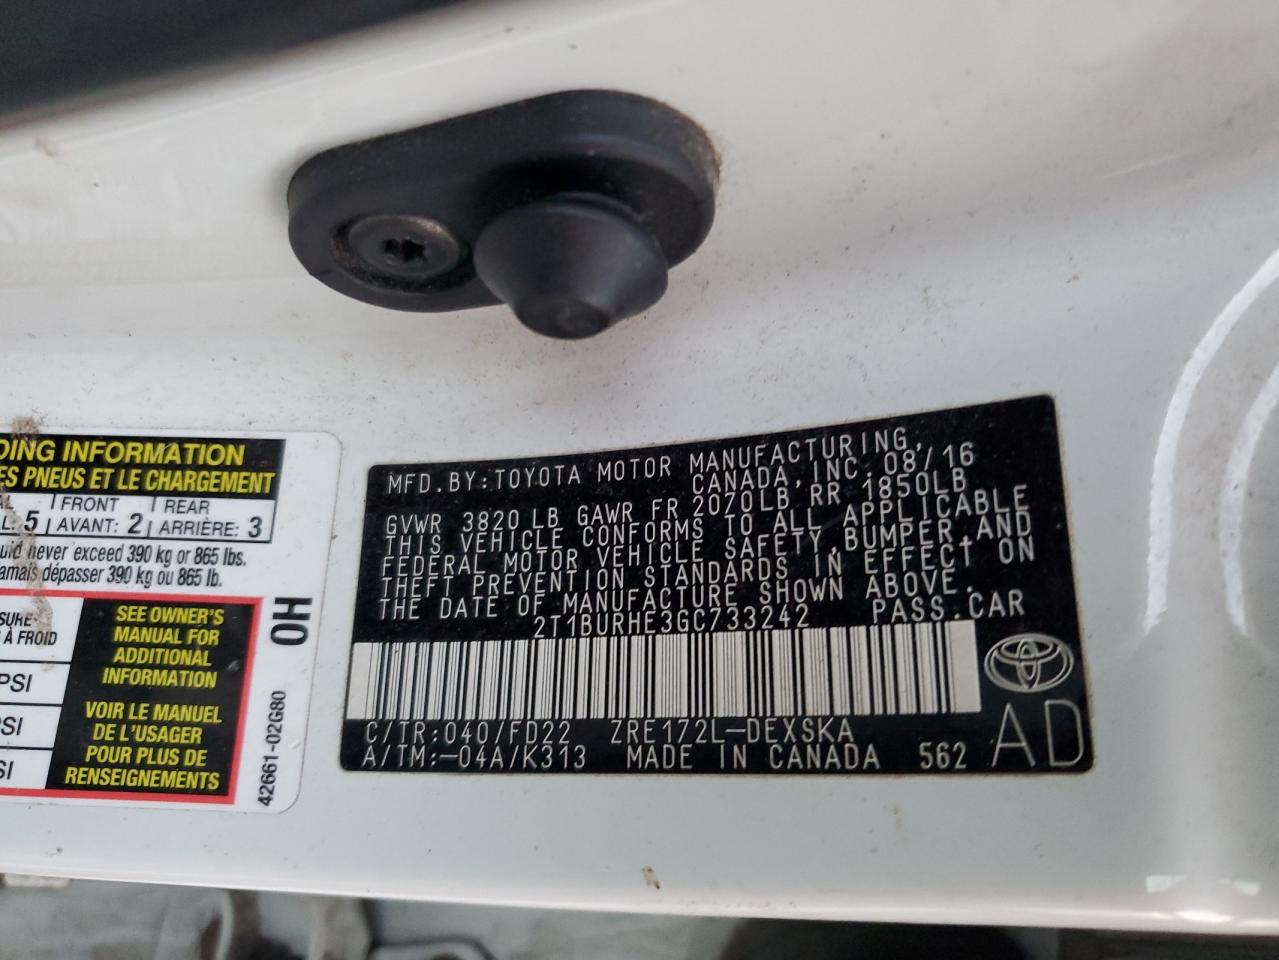 DING INFORMATION
ES PNEUS ET LE CHARGEMENT
L: 5 FRONT AVANT: 2 REAR ARRIÈRE: 3
never exceed 390 kg or 865 lbs.
amais dépasser 390 kg ou 865 lb.
À FROID
PSI
PSI
SI
SEE OWNER'S
MANUAL FOR
ADDITIONAL
INFORMATION
VOIR LE MANUEL
DE L'USAGER
POUR PLUS DE
RENSEIGNEMENTS
0H
42661-02G80
MFD.BY:TOYOTA MOTOR MANUFACTURING,
CANADA,INC. 08/16
GVWR 3820LB GAWR FR 2070LB RR 1850LB
THIS VEHICLE CONFORMS TO ALL APPLICABLE
FEDERAL MOTOR VEHICLE SAFETY,BUMPER,AND
THEFT PREVENTION STANDARDS IN EFFECT ON
THE DATE OF MANUFACTURE SHOWN ABOVE.
2T1BURHE3GC733242 PASS.CAR
C/TR:040/FD22 ZRE172L-DEXSKA
A/TM:-04A/K313 MADE IN CANADA 562 AD